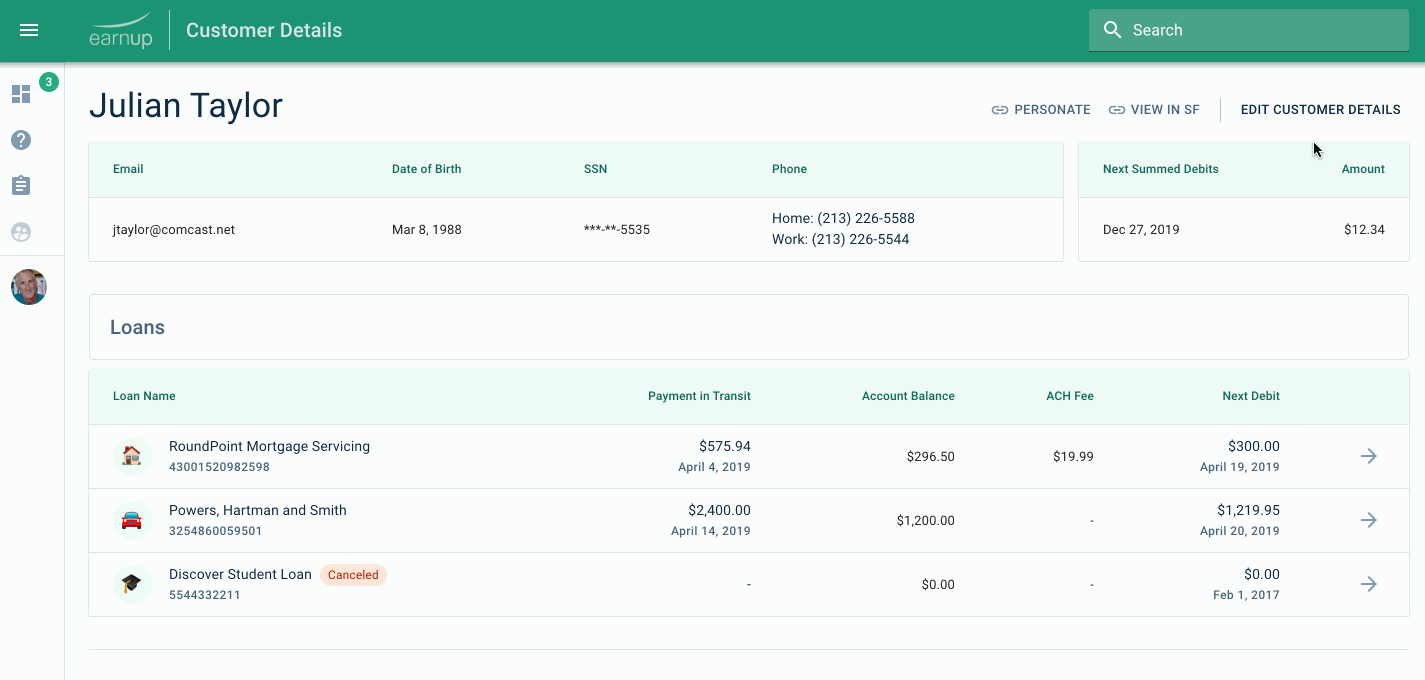 earnup
Customer Details
Search
3
Julian Taylor
PERSONATE
VIEW IN SF
EDIT CUSTOMER DETAILS
Email Date of Birth SSN Phone
jtaylor@comcast.net Mar 8, 1988 ***-**-5535
Home: (213) 226-5588
Work: (213) 226-5544
Next Summed Debits Amount
Dec 27, 2019 $12.34
Loans
Loan Name Payment in Transit Account Balance ACH Fee Next Debit
RoundPoint Mortgage Servicing $575.94 $296.50 $19.99 $300.00
43001520982598 April 4, 2019 April 19, 2019
Powers, Hartman and Smith $2,400.00 $1,200.00 - $1,219.95
3254860059501 April 14, 2019 April 20, 2019
Discover Student Loan Canceled - $0.00 - $0.00
5544332211 Feb 1, 2017